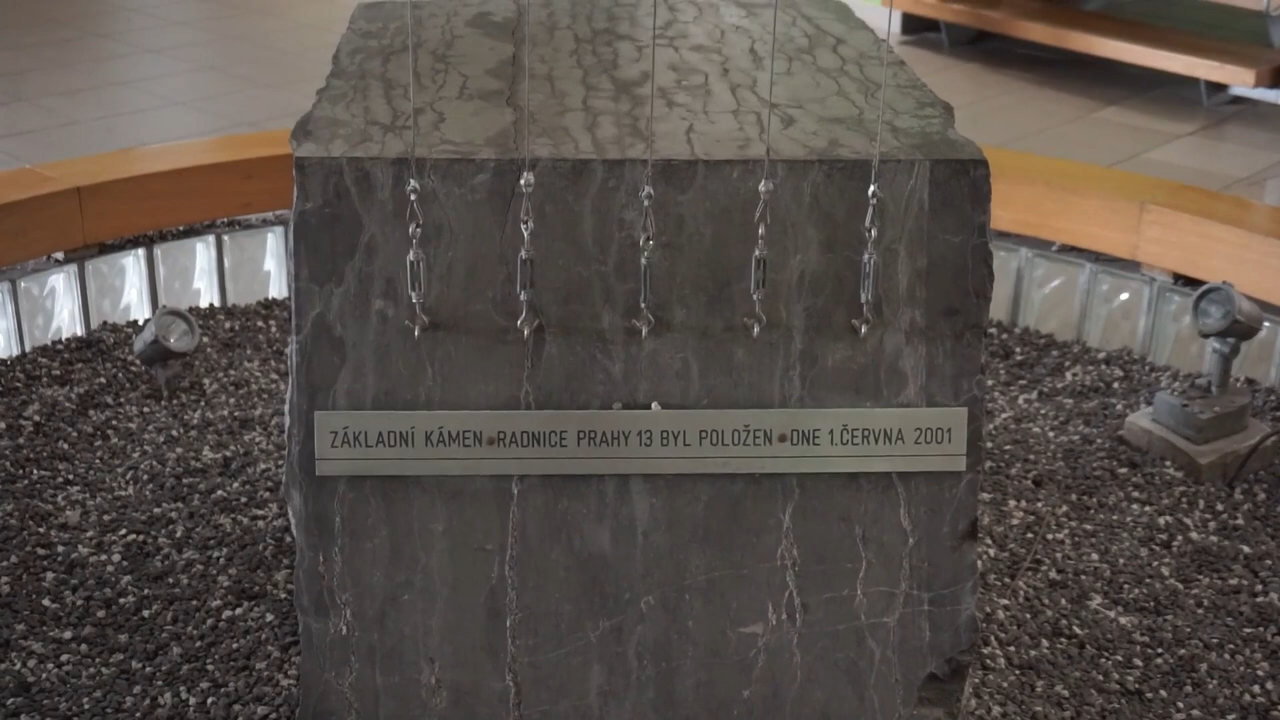 ZÁKLADNÍ KÁMEN • RADNICE PRAHY 13 BYL POLOŽEN • DNE 1.ČERVNA 2001